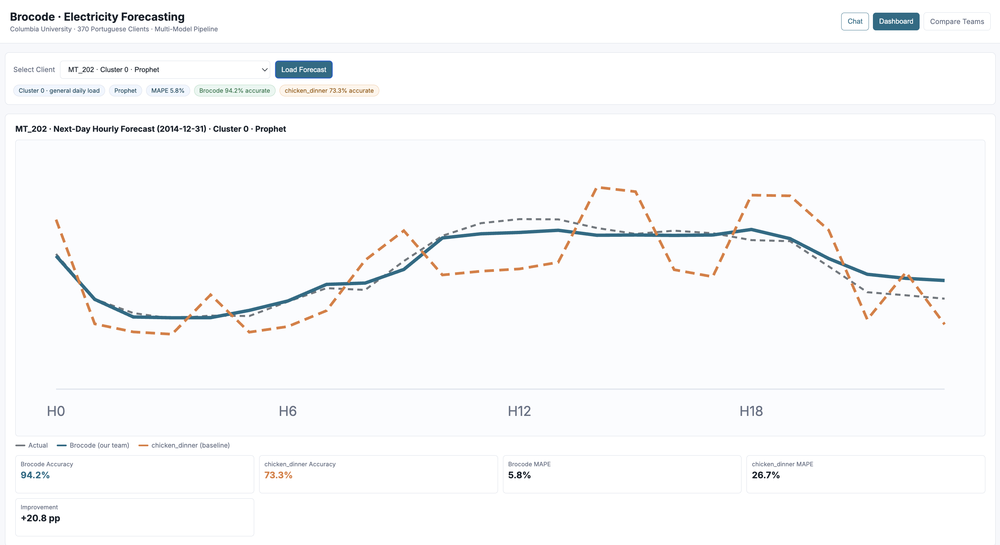 Brocode · Electricity Forecasting
Columbia University · 370 Portuguese Clients · Multi-Model Pipeline
Chat
Dashboard
Compare Teams
Select Client
MT_202 · Cluster 0 · Prophet
Load Forecast
Cluster 0 · general daily load
Prophet
MAPE 5.8%
Brocode 94.2% accurate
chicken_dinner 73.3% accurate
MT_202 · Next-Day Hourly Forecast (2014-12-31) · Cluster 0 · Prophet
H0
H6
H12
H18
Actual
Brocode (our team)
chicken_dinner (baseline)
Brocode Accuracy
94.2%
chicken_dinner Accuracy
73.3%
Brocode MAPE
5.8%
chicken_dinner MAPE
26.7%
Improvement
+20.8 pp